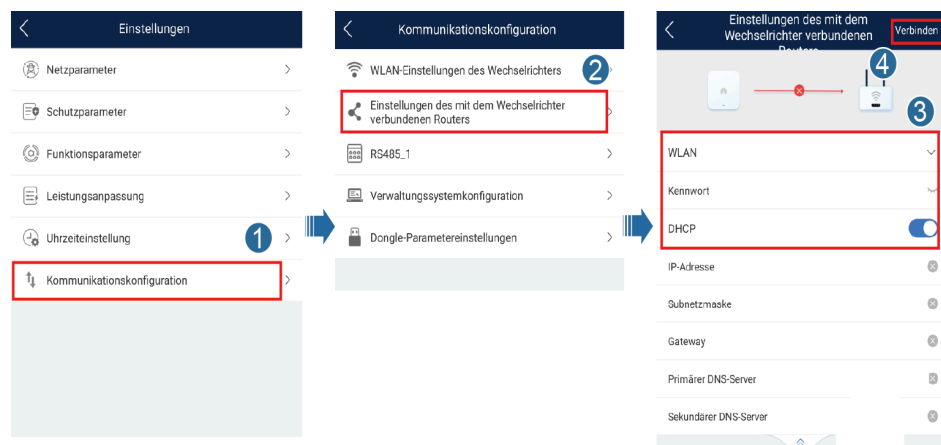 Einstellungen
Netzparameter
Schutzparameter
Funktionsparameter
Leistungsanpassung
Uhrzeiteinstellung
1
Kommunikationskonfiguration
Kommunikationskonfiguration
WLAN-Einstellungen des Wechselrichters
2
Einstellungen des mit dem Wechselrichter
verbundenen Routers
RS485_1
Verwaltungssystemkonfiguration
Dongle-Parametereinstellungen
Einstellungen des mit dem
Wechselrichter verbundenen
Routers
Verbinden
4
3
WLAN
Kennwort
DHCP
IP-Adresse
Subnetzmaske
Gateway
Primärer DNS-Server
Sekundärer DNS-Server